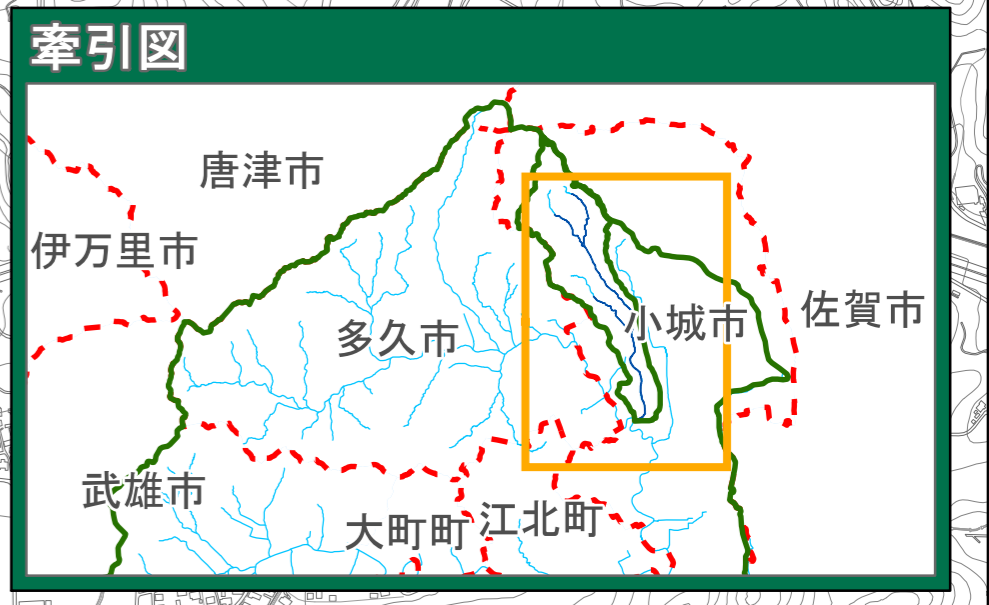 牽引図
唐津市
伊万里市
多久市
小城市
佐賀市
武雄市
大町町
江北町